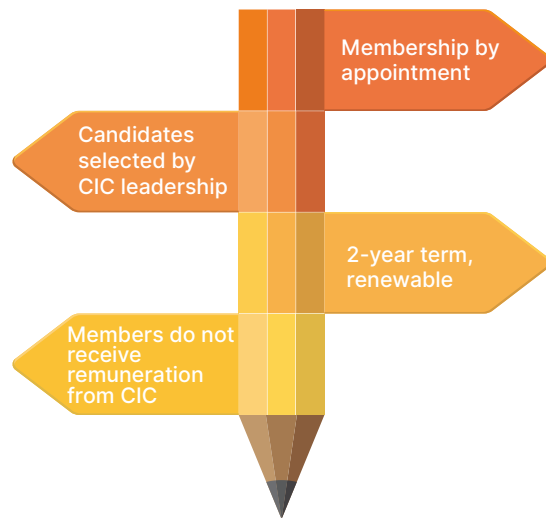 Membership by
appointment
Candidates
selected by
CIC leadership
2-year term,
renewable
Members do not
receive
remuneration
from CIC